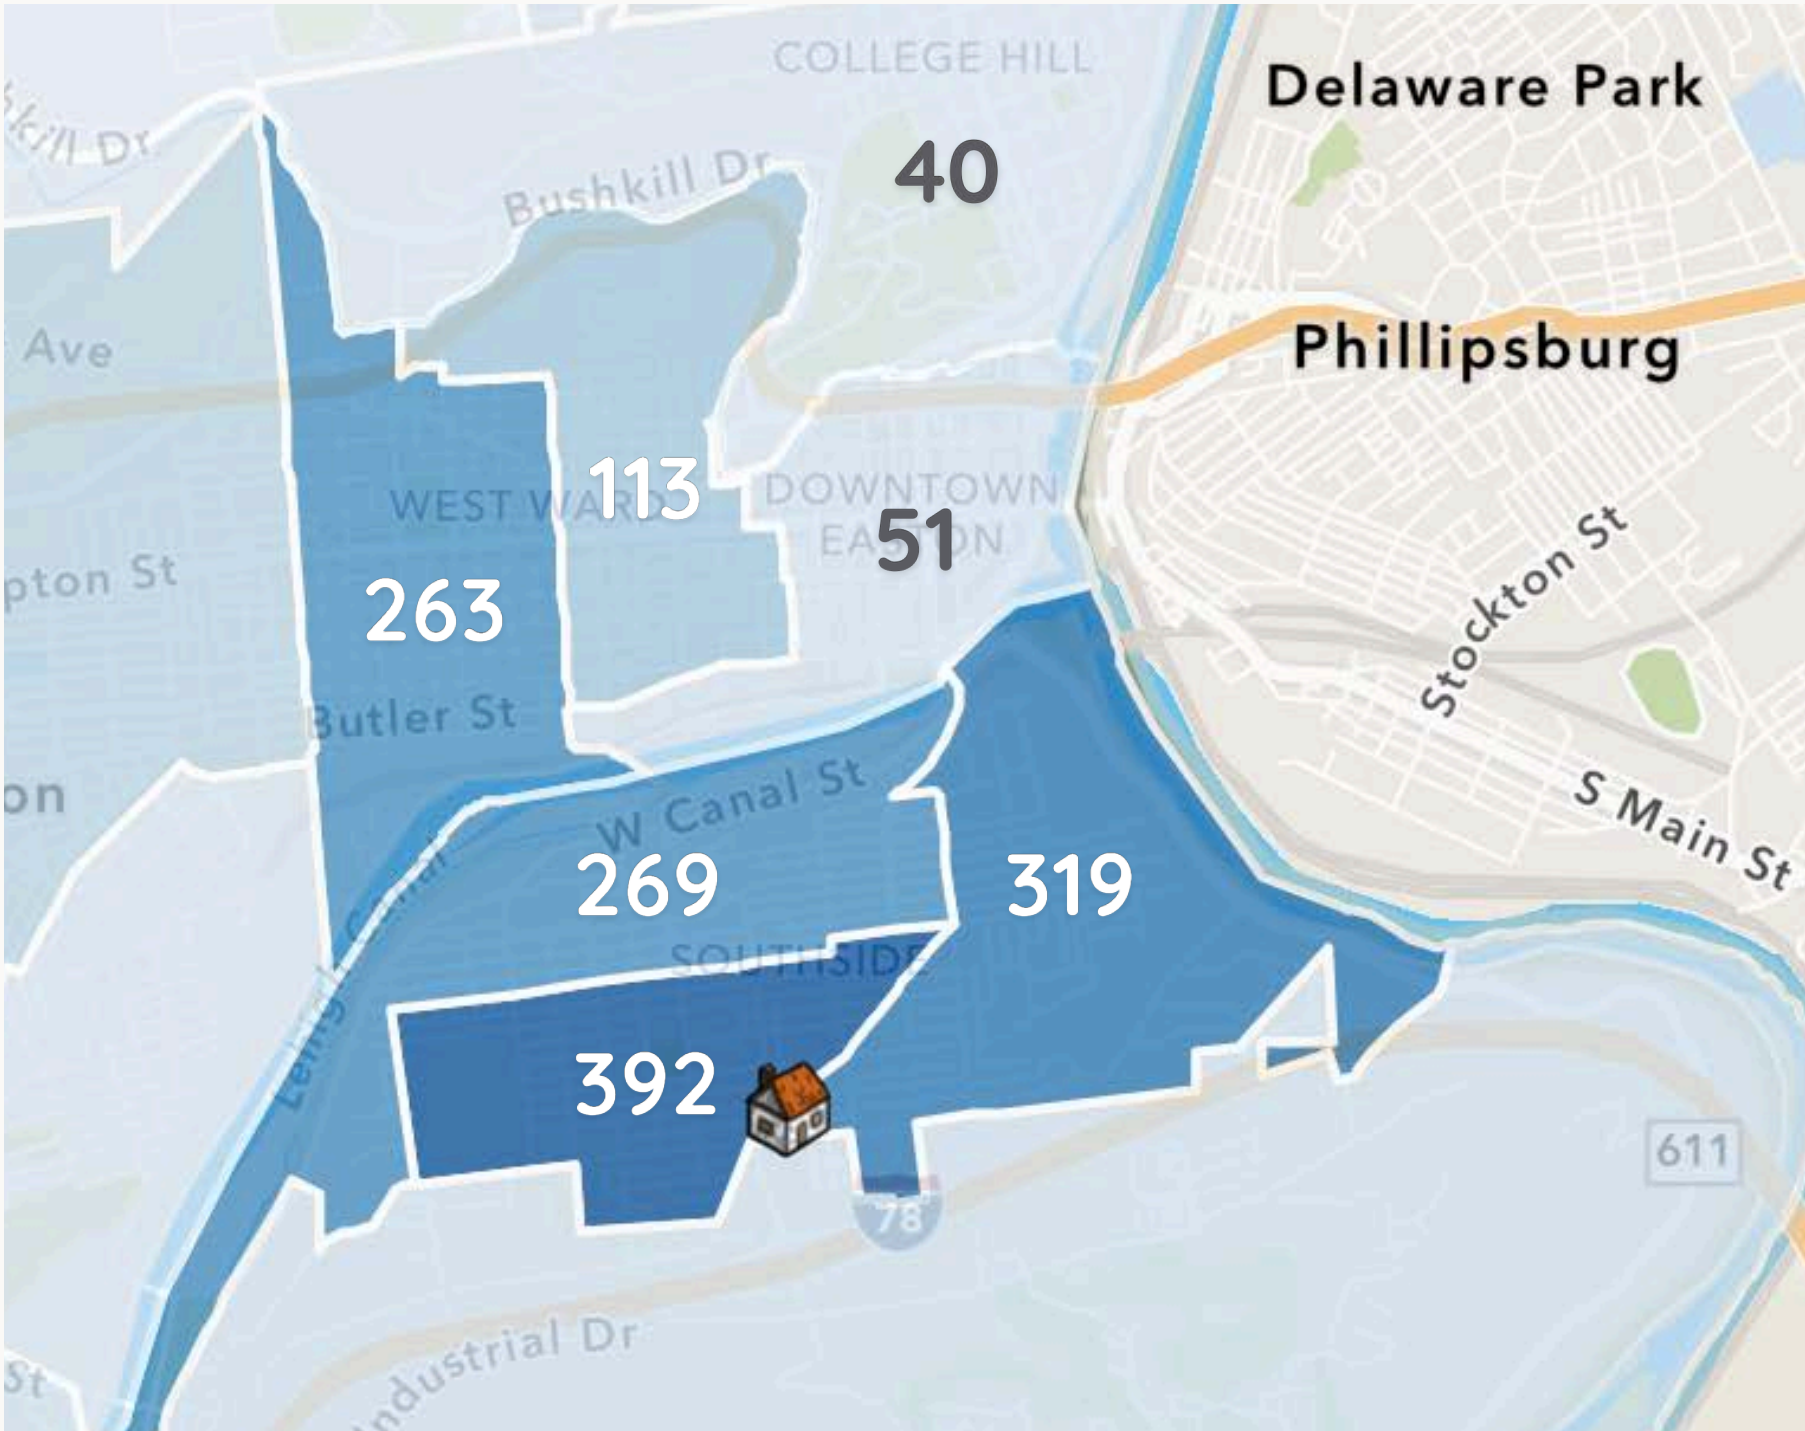 COLLEGE HILL
Delaware Park
kill Dr
Bushkill Dr
40
Ave
Phillipsburg
113
WEST WARD
DOWNTOWN
51
EASTON
pton St
263
Stockton St
Butler St
on
W Canal St
S Main St
269
319
Lehigh Canal
SOUTHSIDE
392
611
78
Industrial Dr
St